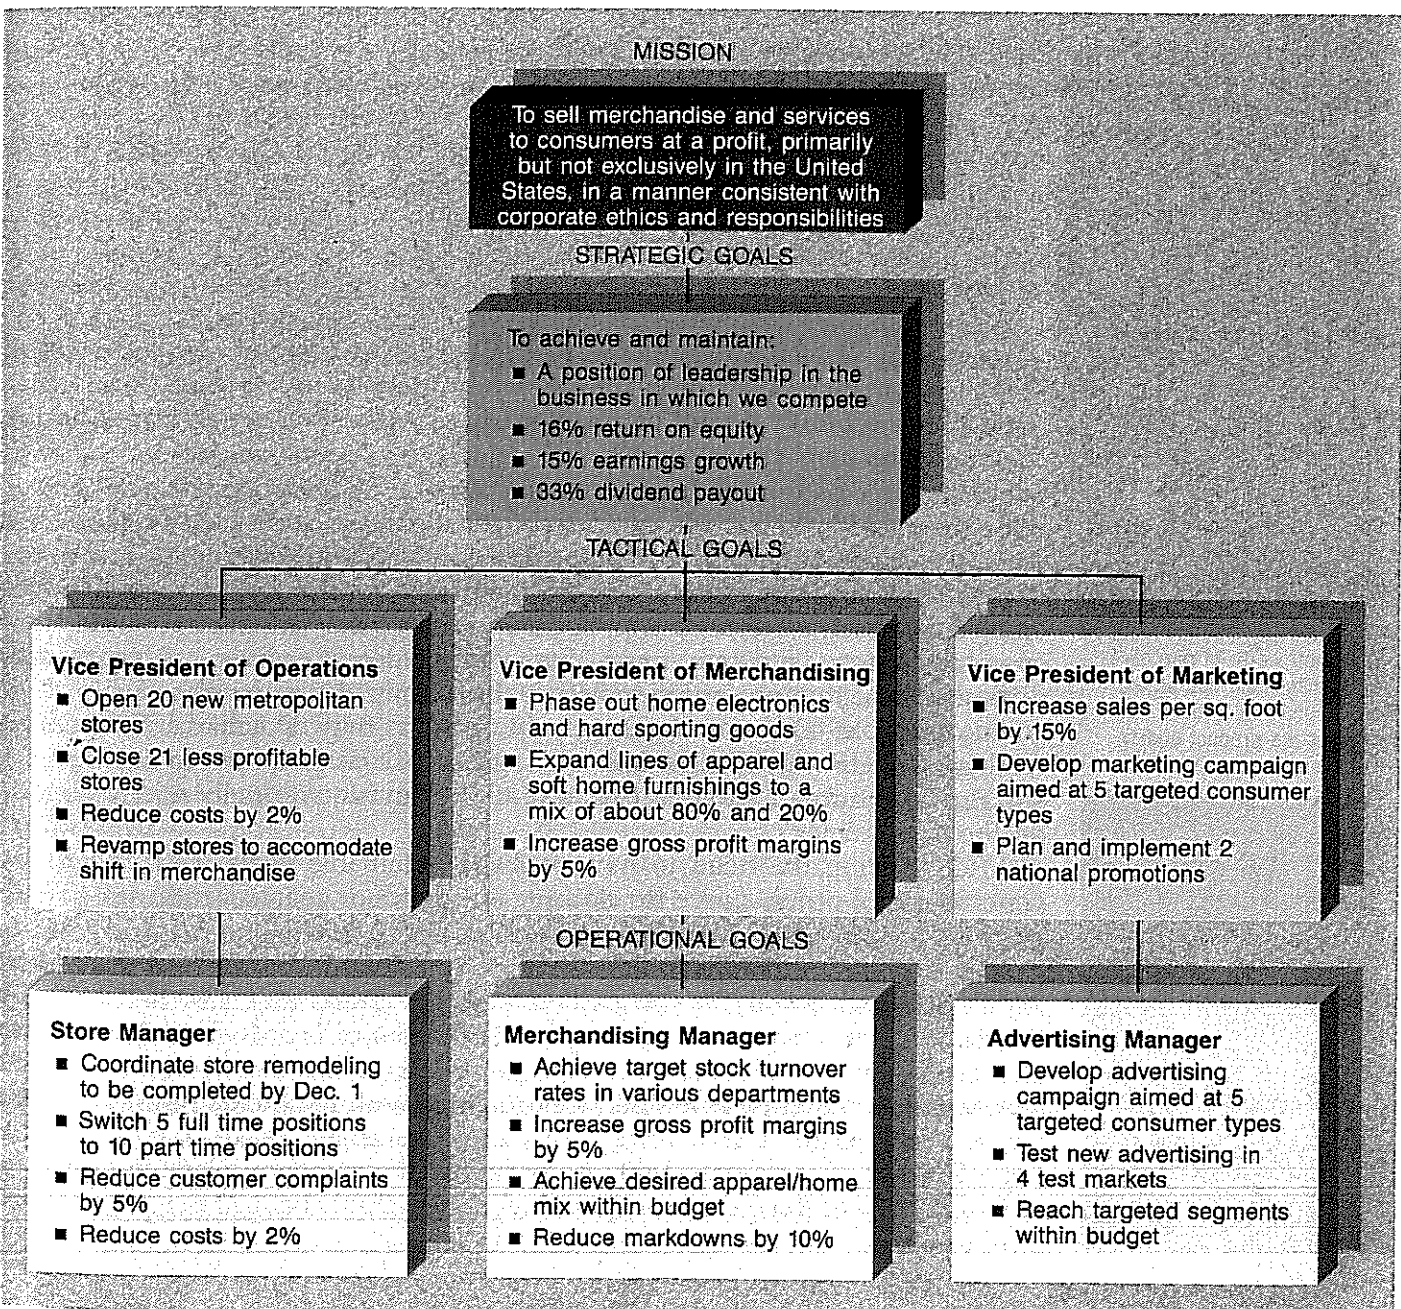 MISSION
To sell merchandise and services
to consumers at a profit, primarily
but not exclusively in the United
States, in a manner consistent with
corporate ethics and responsibilities
STRATEGIC GOALS
To achieve and maintain:
■ A position of leadership in the
business in which we compete
■ 16% return on equity
■ 15% earnings growth
■ 33% dividend payout
TACTICAL GOALS
Vice President of Operations
■ Open 20 new metropolitan
stores
■ Close 21 less profitable
stores
■ Reduce costs by 2%
■ Revamp stores to accomodate
shift in merchandise
Vice President of Merchandising
■ Phase out home electronics
and hard sporting goods
■ Expand lines of apparel and
soft home furnishings to a
mix of about 80% and 20%
■ Increase gross profit margins
by 5%
Vice President of Marketing
■ Increase sales per sq. foot
by 15%
■ Develop marketing campaign
aimed at 5 targeted consumer
types
■ Plan and implement 2
national promotions
OPERATIONAL GOALS
Store Manager
■ Coordinate store remodeling
to be completed by Dec. 1
■ Switch 5 full time positions
to 10 part time positions
■ Reduce customer complaints
by 5%
■ Reduce costs by 2%
Merchandising Manager
■ Achieve target stock turnover
rates in various departments
■ Increase gross profit margins
by 5%
■ Achieve desired apparel/home
mix within budget
■ Reduce markdowns by 10%
Advertising Manager
■ Develop advertising
campaign aimed at 5
targeted consumer types
■ Test new advertising in
4 test markets
■ Reach targeted segments
within budget